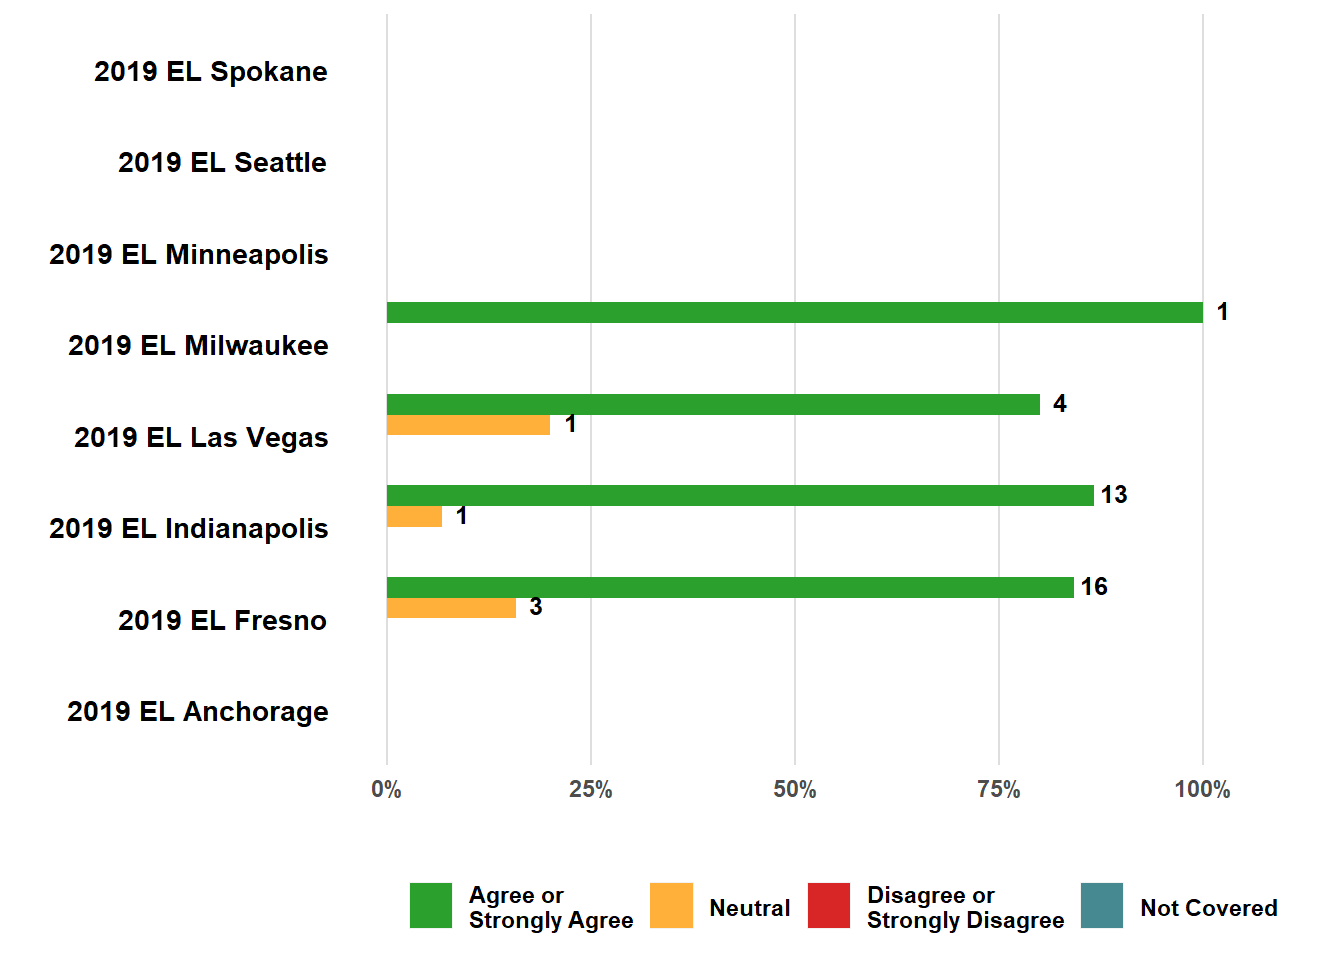 2019 EL Spokane
2019 EL Seattle
2019 EL Minneapolis
1
2019 EL Milwaukee
4
1
2019 EL Las Vegas
13
1
2019 EL Indianapolis
16
3
2019 EL Fresno
2019 EL Anchorage
0% 25% 50% 75% 100%
Agree or
Strongly Agree
Neutral
Disagree or
Strongly Disagree
Not Covered